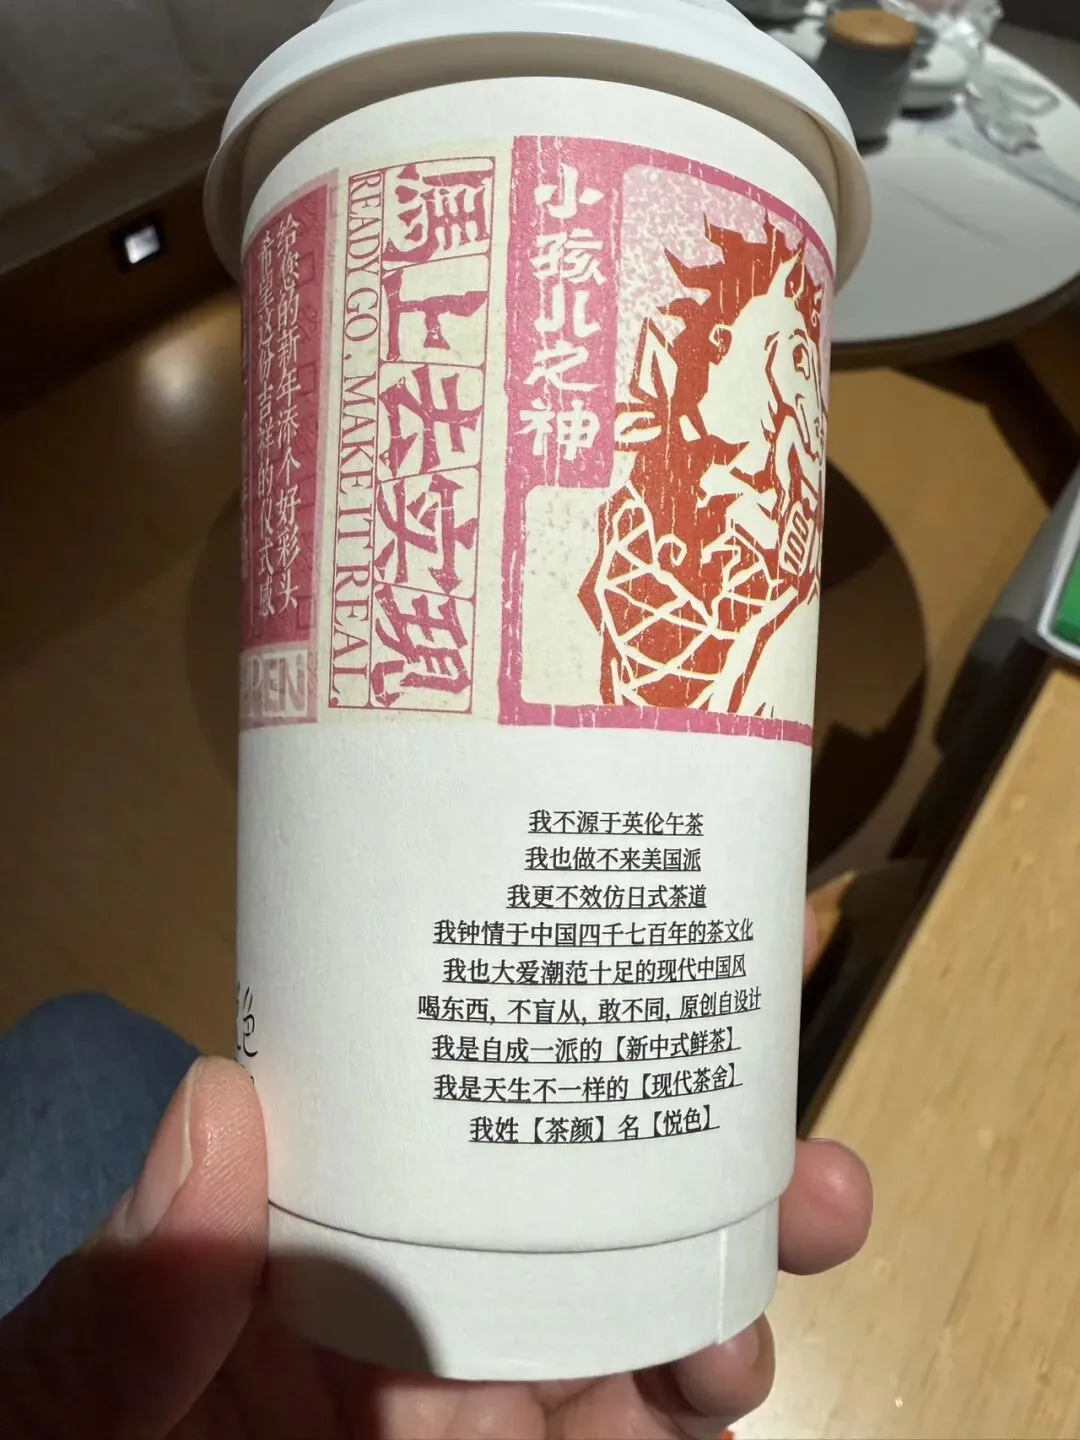 给您的新年添个好彩头
希望这份吉祥的仪式感
READY GO . MAKE IT REAL.
馬上去实现
小孩儿之神
我不源于英伦午茶
我也做不来美国派
我更不效仿日式茶道
我钟情于中国四千七百年的茶文化
我也大爱潮范十足的现代中国风
喝东西, 不盲从, 敢不同, 原创自设计
我是自成一派的【新中式鲜茶】
我是天生不一样的【现代茶舍】
我姓【茶颜】名【悦色】
色